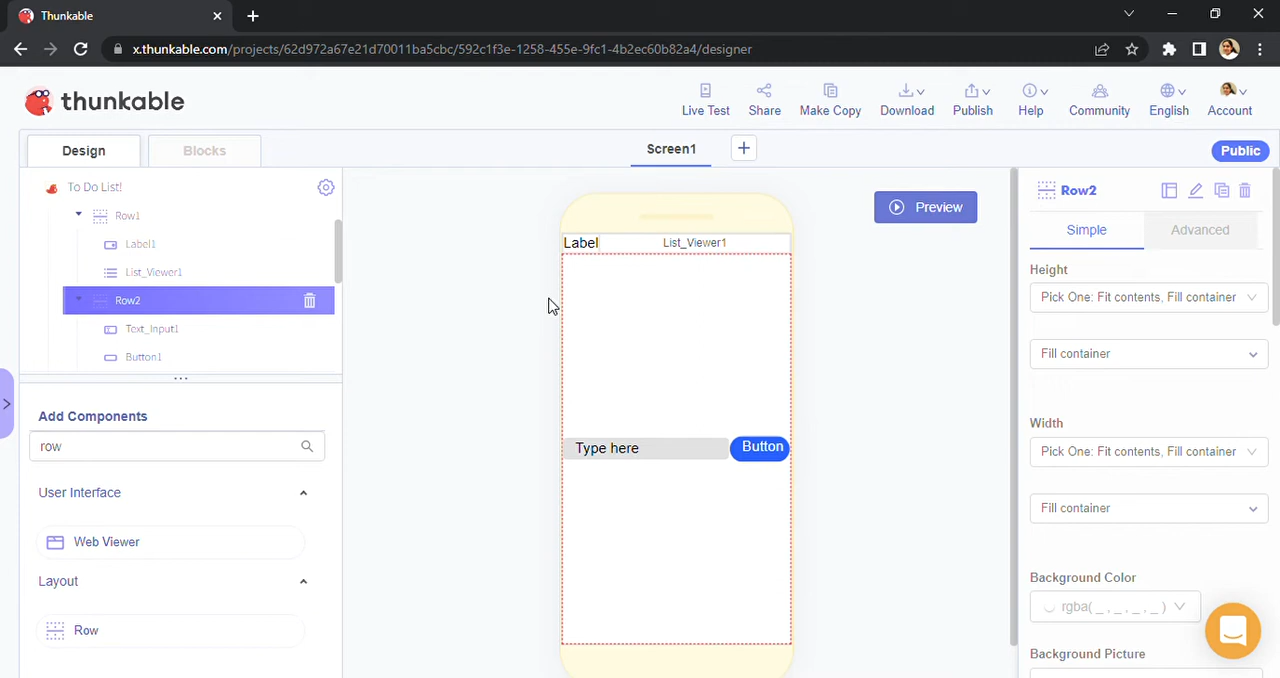 Thunkable
x.thunkable.com/projects/62d972a67e21d70011ba5cbc/592c1f3e-1258-455e-9fc1-4b2ec60b82a4/designer
thunkable
Live Test
Share
Make Copy
Download
Publish
Help
Community
English
Account
Design
Blocks
Screen1
Public
To Do List!
Row1
Label1
List_Viewer1
Row2
Text_Input1
Button1
Add Components
row
User Interface
Web Viewer
Layout
Row
Preview
Label
List_Viewer1
Type here
Button
Row2
Simple
Advanced
Height
Pick One: Fit contents, Fill container
Fill container
Width
Pick One: Fit contents, Fill container
Fill container
Background Color
rgba( _ , _ , _ , _ )
Background Picture